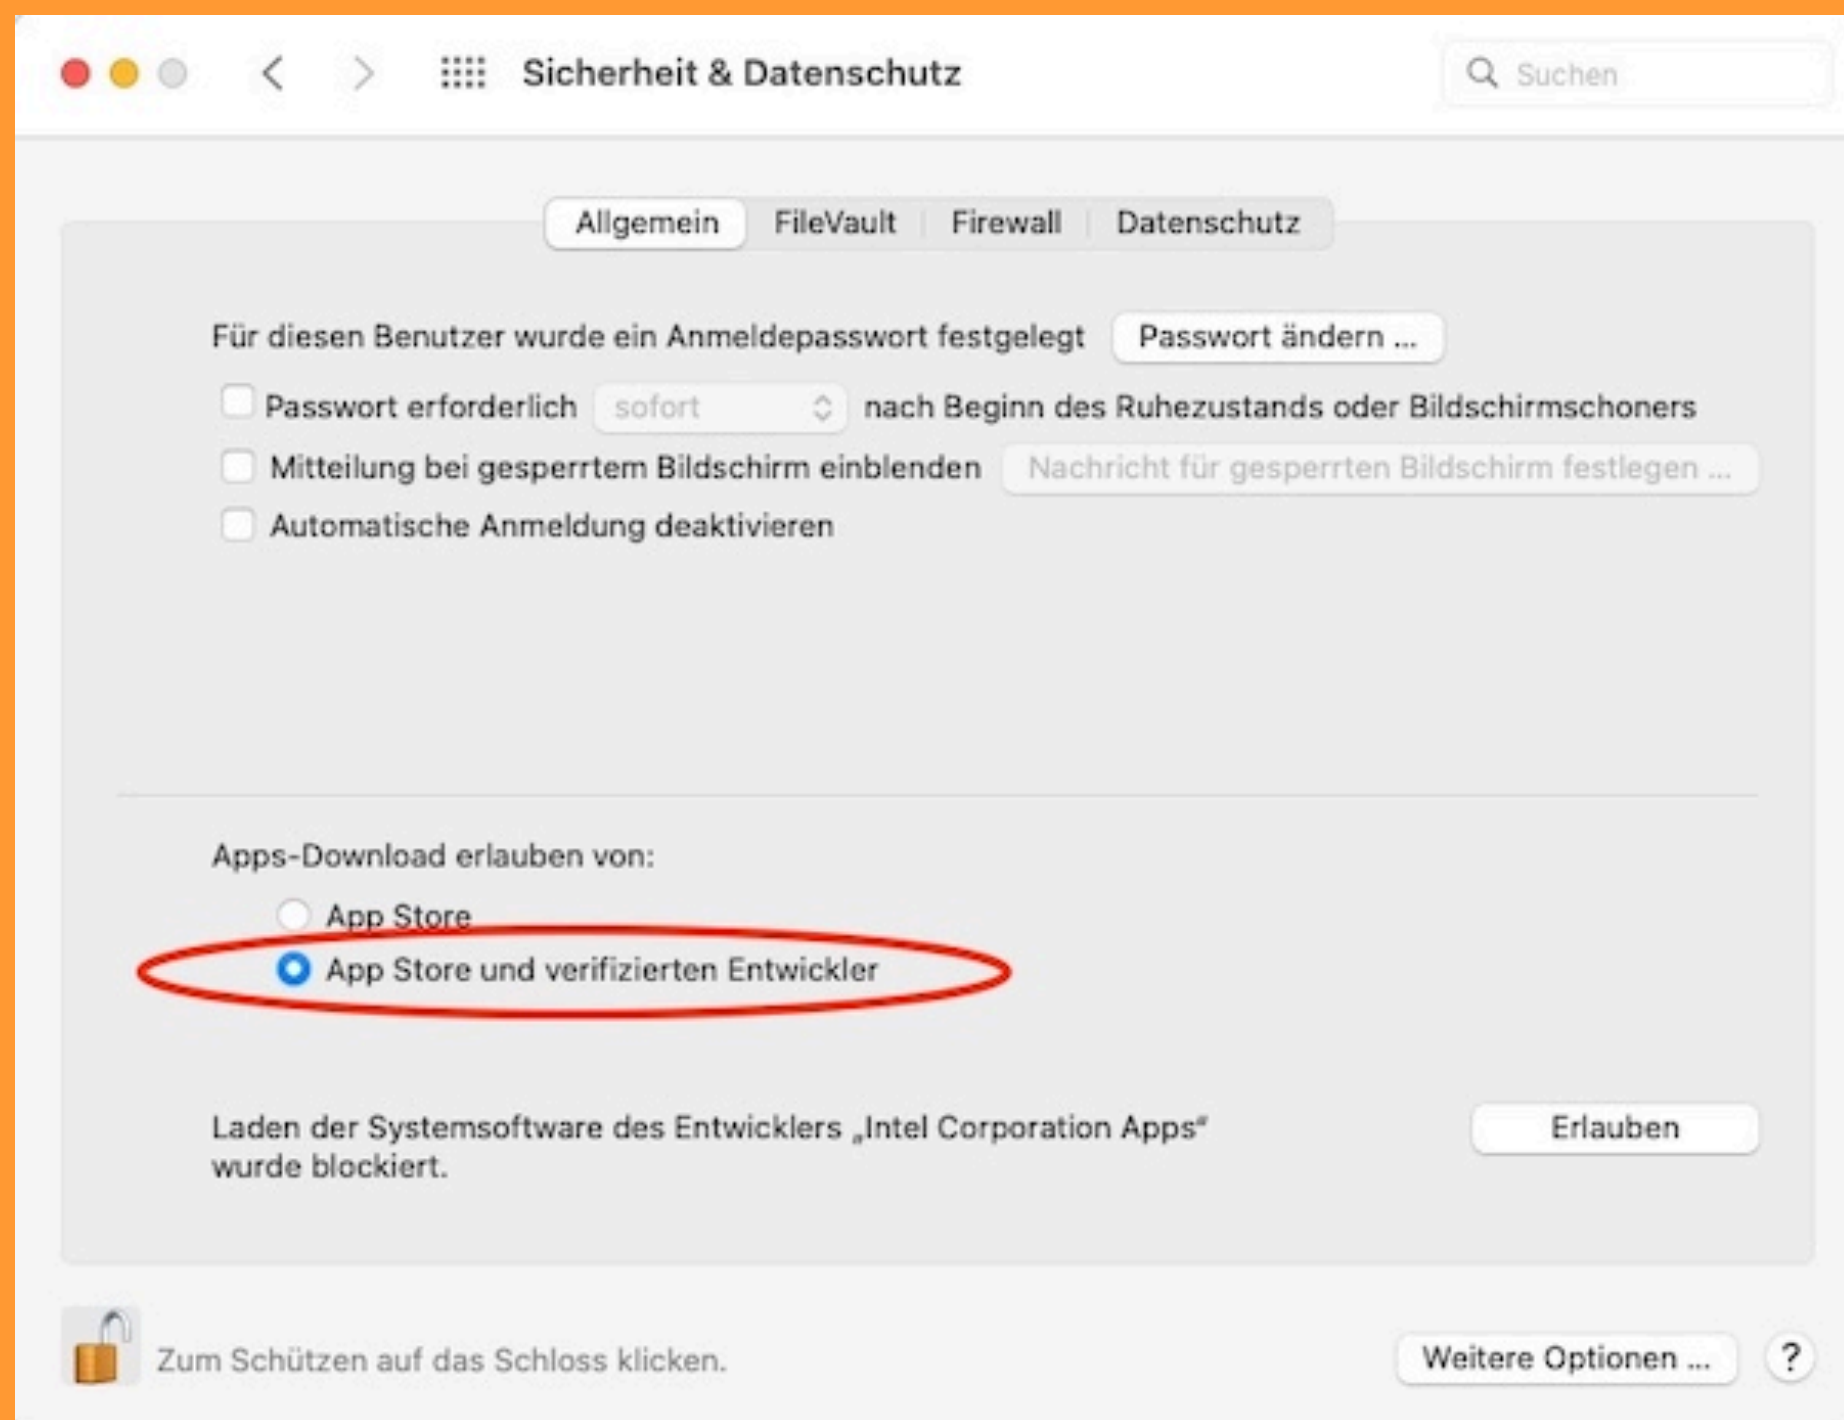 Sicherheit & Datenschutz
Suchen
Allgemein FileVault Firewall Datenschutz
Für diesen Benutzer wurde ein Anmeldepasswort festgelegt Passwort ändern ...
Passwort erforderlich sofort nach Beginn des Ruhezustands oder Bildschirmschoners
Mitteilung bei gesperrtem Bildschirm einblenden Nachricht für gesperrten Bildschirm festlegen ...
Automatische Anmeldung deaktivieren
Apps-Download erlauben von:
App Store
App Store und verifizierten Entwickler
Laden der Systemsoftware des Entwicklers „Intel Corporation Apps“
wurde blockiert.
Erlauben
Zum Schützen auf das Schloss klicken.
Weitere Optionen ... ?